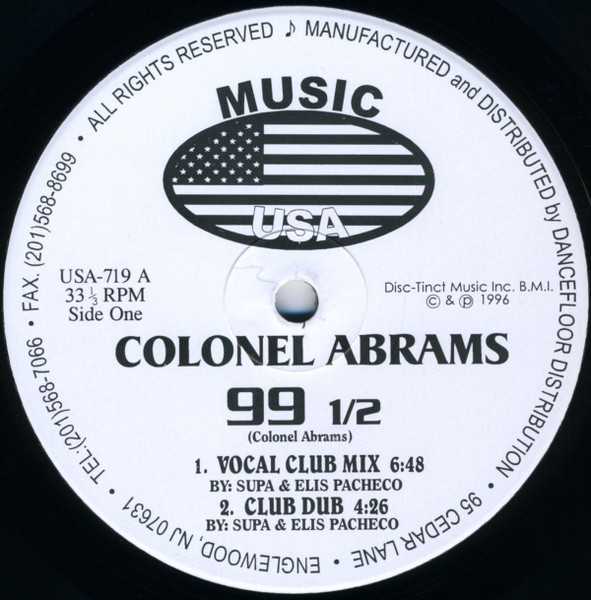 ALL RIGHTS RESERVED ♪ MANUFACTURED and DISTRIBUTED by DANCEFLOOR DISTRIBUTION • 95 CEDAR LANE • ENGLEWOOD, NJ 07631 • TEL:(201)568-7066 • FAX. (201)568-8699 •
MUSIC
USA
USA-719 A
33 1/3 RPM
Side One
Disc-Tinct Music Inc. B.M.I.
© & ℗ 1996
COLONEL ABRAMS
99 1/2
(Colonel Abrams)
1. VOCAL CLUB MIX 6:48
BY: SUPA & ELIS PACHECO
2. CLUB DUB 4:26
BY: SUPA & ELIS PACHECO